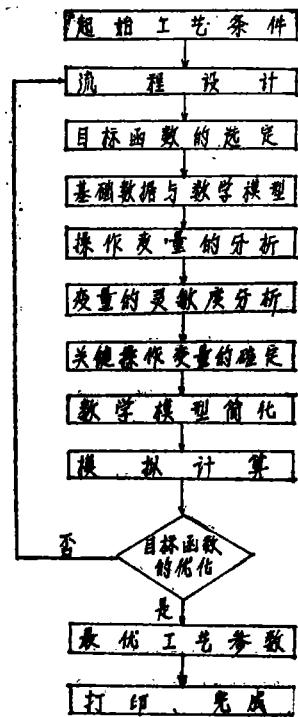 起始工艺条件
流程设计
目标函数的选定
基础数据与数学模型
操作变量的分析
变量的灵敏度分析
关键操作变量的确定
数学模型简化
模拟计算
目标函数
的优化
否
是
最优工艺参数
打印、完成